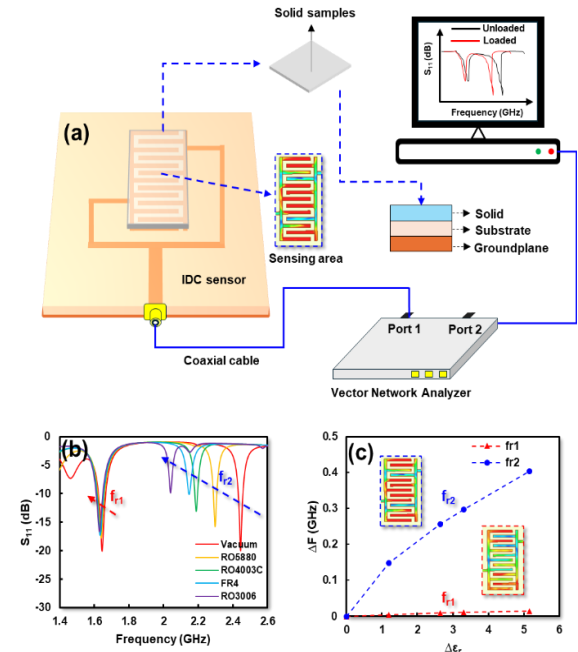 Solid samples
Unloaded
Loaded
S11 (dB)
Frequency (GHz)
(a)
Solid
Substrate
Groundplane
Sensing area
IDC sensor
Port 1
Port 2
Coaxial cable
Vector Network Analyzer
(b)
0
-5
-10
-15
-20
-25
-30
S11 (dB)
fr1
fr2
Vacuum
RO5880
RO4003C
FR4
RO3006
1.4 1.6 1.8 2 2.2 2.4 2.6
Frequency (GHz)
(c)
0.5
0.4
0.3
0.2
0.1
0
ΔF (GHz)
fr1
fr2
fr2
fr1
0 1 2 3 4 5 6
Δεr